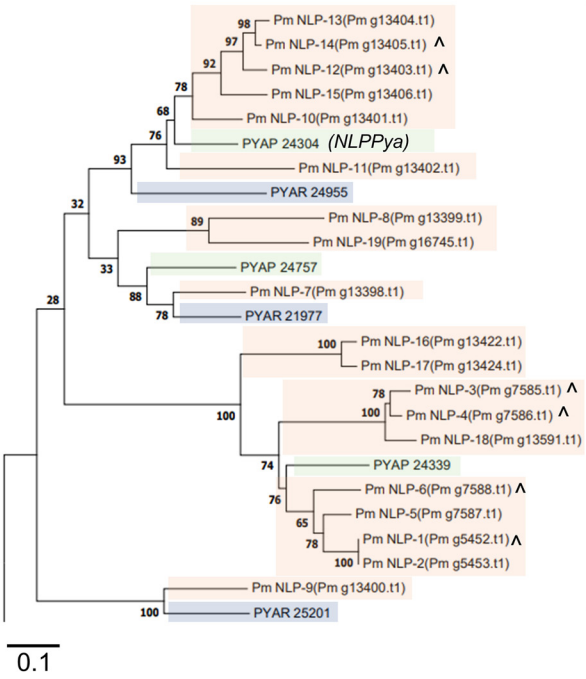 98
Pm NLP-13(Pm g13404.t1)
97
Pm NLP-14(Pm g13405.t1) ^
92
Pm NLP-12(Pm g13403.t1) ^
78
Pm NLP-15(Pm g13406.t1)
68
Pm NLP-10(Pm g13401.t1)
76
PYAP 24304 (NLPPya)
93
Pm NLP-11(Pm g13402.t1)
PYAR 24955
32
89
Pm NLP-8(Pm g13399.t1)
Pm NLP-19(Pm g16745.t1)
33
PYAP 24757
88
Pm NLP-7(Pm g13398.t1)
78
PYAR 21977
28
100
Pm NLP-16(Pm g13422.t1)
Pm NLP-17(Pm g13424.t1)
100
78
Pm NLP-3(Pm g7585.t1) ^
100
Pm NLP-4(Pm g7586.t1) ^
Pm NLP-18(Pm g13591.t1)
74
PYAP 24339
76
Pm NLP-6(Pm g7588.t1) ^
65
Pm NLP-5(Pm g7587.t1)
78
Pm NLP-1(Pm g5452.t1) ^
100
Pm NLP-2(Pm g5453.t1)
Pm NLP-9(Pm g13400.t1)
100
PYAR 25201
0.1